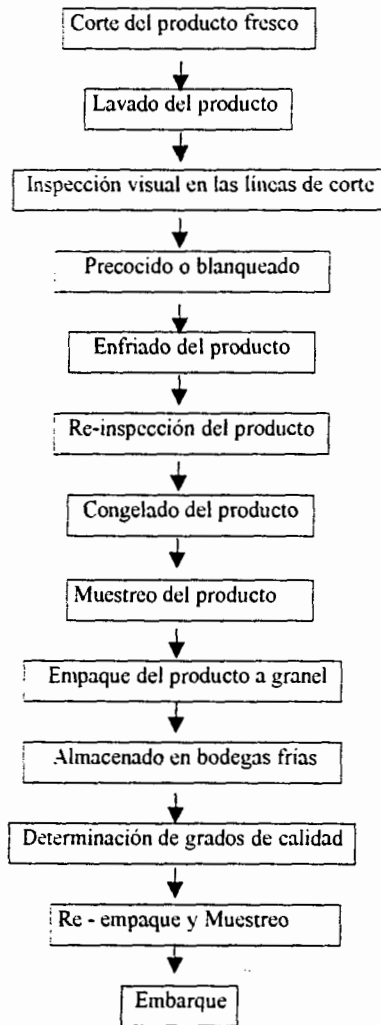 Corte del producto fresco
Lavado del producto
Inspección visual en las líneas de corte
Precocido o blanqueado
Enfriado del producto
Re-inspección del producto
Congelado del producto
Muestreo del producto
Empaque del producto a granel
Almacenado en bodegas frías
Determinación de grados de calidad
Re - empaque y Muestreo
Embarque